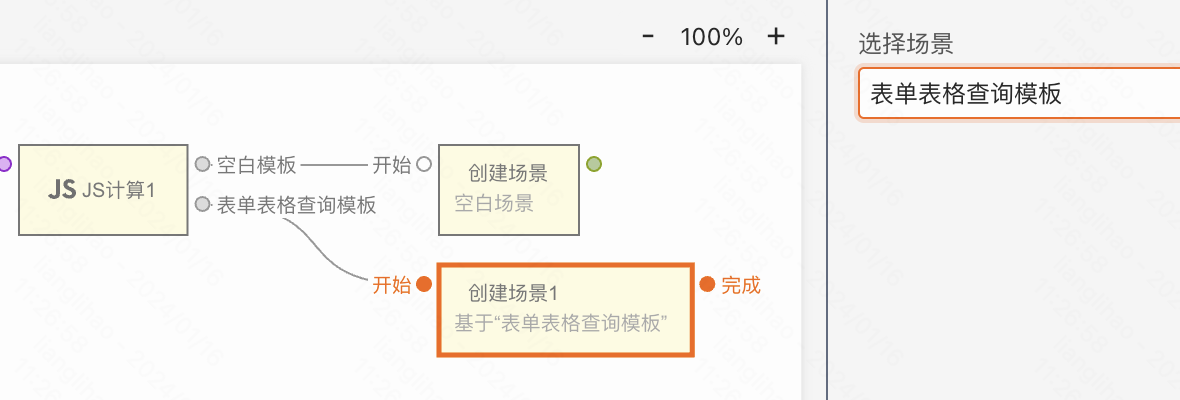 - 100% +
选择场景
表单表格查询模板
JS JS计算1
空白模板
开始
创建场景
空白场景
表单表格查询模板
开始
创建场景1
基于“表单表格查询模板”
完成